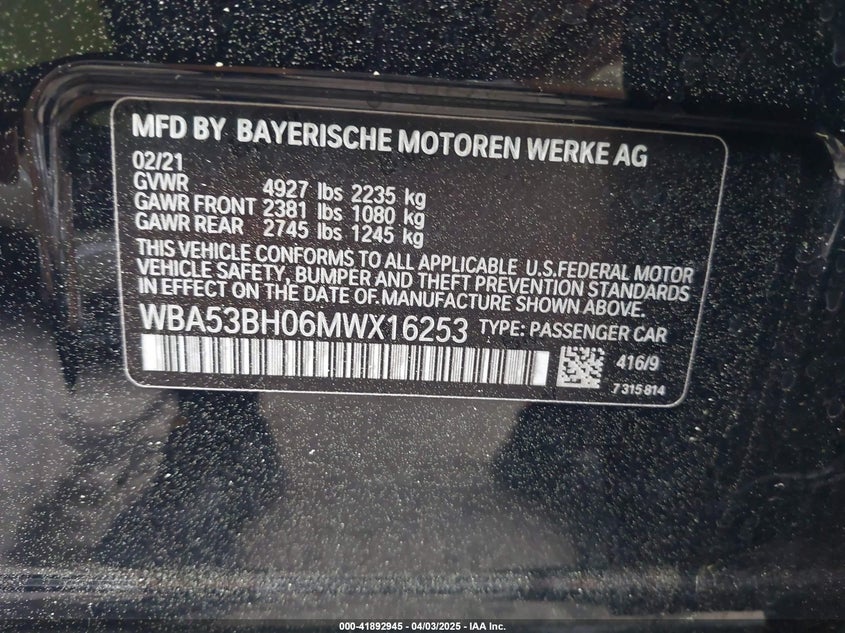 MFD BY BAYERISCHE MOTOREN WERKE AG
02/21
GVWR 4927 lbs 2235 kg
GAWR FRONT 2381 lbs 1080 kg
GAWR REAR 2745 lbs 1245 kg
THIS VEHICLE CONFORMS TO ALL APPLICABLE U.S.FEDERAL MOTOR
VEHICLE SAFETY, BUMPER AND THEFT PREVENTION STANDARDS
IN EFFECT ON THE DATE OF MANUFACTURE SHOWN ABOVE.
WBA53BH06MWX16253 TYPE: PASSENGER CAR
416/9
7315814
000-41892945 - 04/03/2025 - IAA Inc.